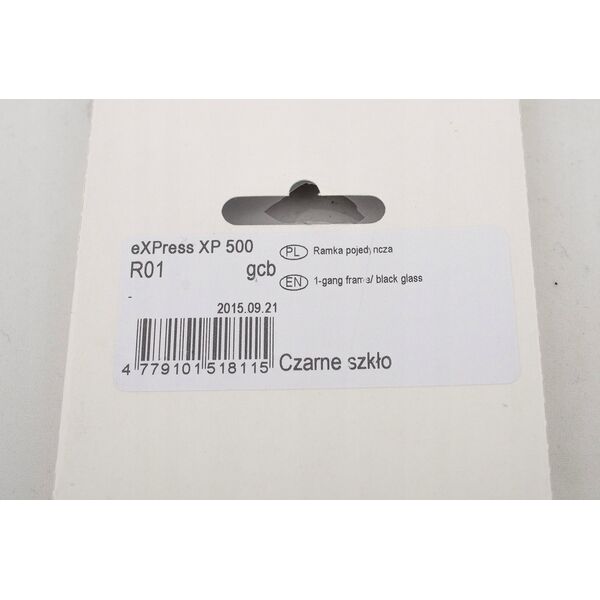 eXPress XP 500
R01 gcb
-
PL Ramka pojedyncza
EN 1-gang frame/ black glass
2015.09.21
4 779101 518115
Czarne szkło